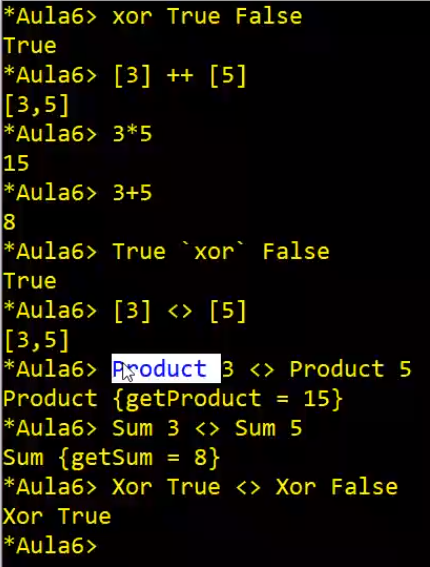 *Aula6> xor True False
True
*Aula6> [3] ++ [5]
[3,5]
*Aula6> 3*5
15
*Aula6> 3+5
8
*Aula6> True `xor` False
True
*Aula6> [3] <> [5]
[3,5]
*Aula6> Product 3 <> Product 5
Product {getProduct = 15}
*Aula6> Sum 3 <> Sum 5
Sum {getSum = 8}
*Aula6> Xor True <> Xor False
Xor True
*Aula6>